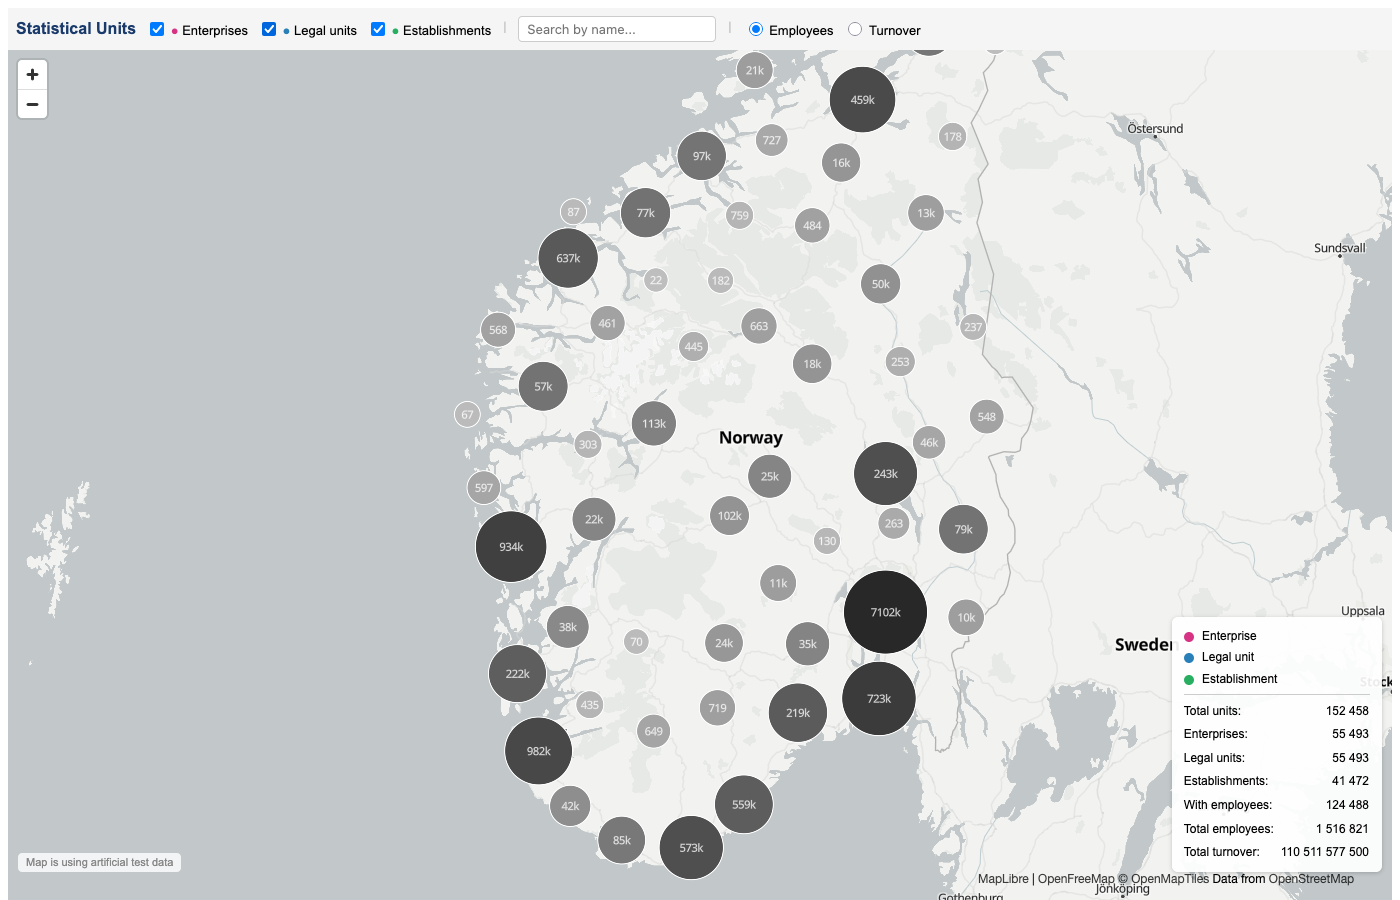 Statistical Units
Enterprises
Legal units
Establishments
Search by name...
Employees
Turnover
+
−
21k
459k
178
Östersund
727
97k
16k
87
77k
759
484
13k
Sundsvall
637k
22
182
50k
568
461
663
237
445
18k
253
57k
67
113k
548
303
Norway
46k
25k
243k
597
22k
102k
263
79k
934k
130
11k
7102k
10k
Uppsala
38k
70
24k
35k
Sweden
222k
435
719
219k
723k
649
982k
42k
559k
85k
573k
Enterprise
Legal unit
Establishment
Total units: 152 458
Enterprises: 55 493
Legal units: 55 493
Establishments: 41 472
With employees: 124 488
Total employees: 1 516 821
Total turnover: 110 511 577 500
Map is using artificial test data
MapLibre | OpenFreeMap © OpenMapTiles Data from OpenStreetMap
Jönköping
Gothenburg